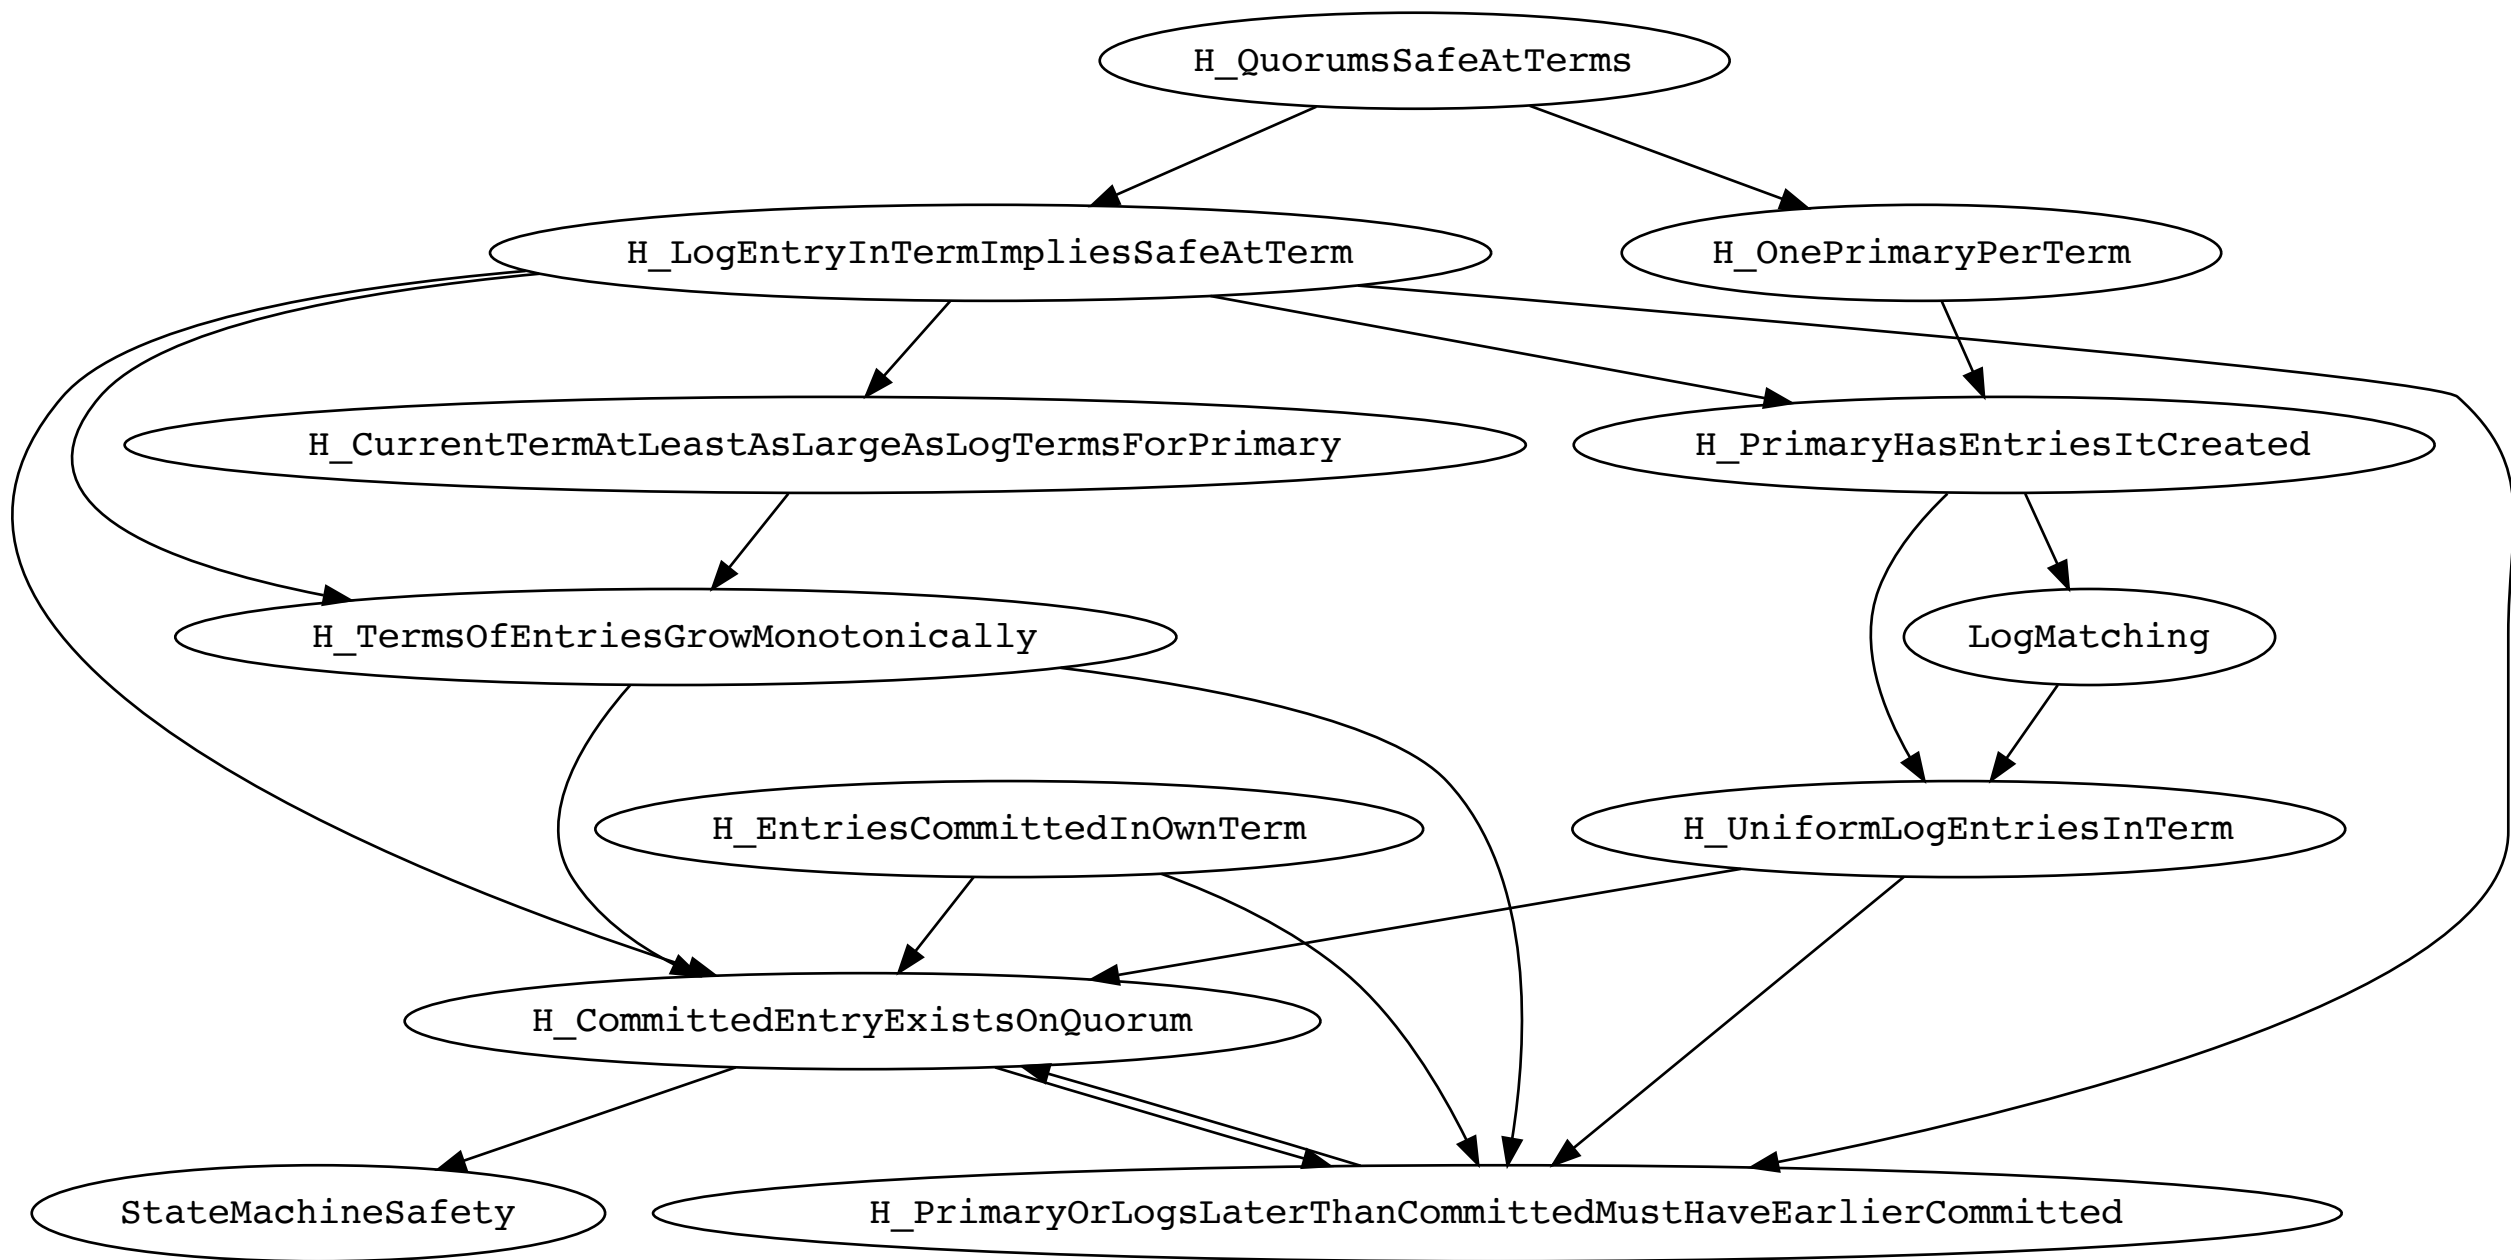 H_QuorumsSafeAtTerms
H_LogEntryInTermImpliesSafeAtTerm
H_OnePrimaryPerTerm
H_CurrentTermAtLeastAsLargeAsLogTermsForPrimary
H_PrimaryHasEntriesItCreated
H_TermsOfEntriesGrowMonotonically
LogMatching
H_EntriesCommittedInOwnTerm
H_UniformLogEntriesInTerm
H_CommittedEntryExistsOnQuorum
StateMachineSafety
H_PrimaryOrLogsLaterThanCommittedMustHaveEarlierCommitted